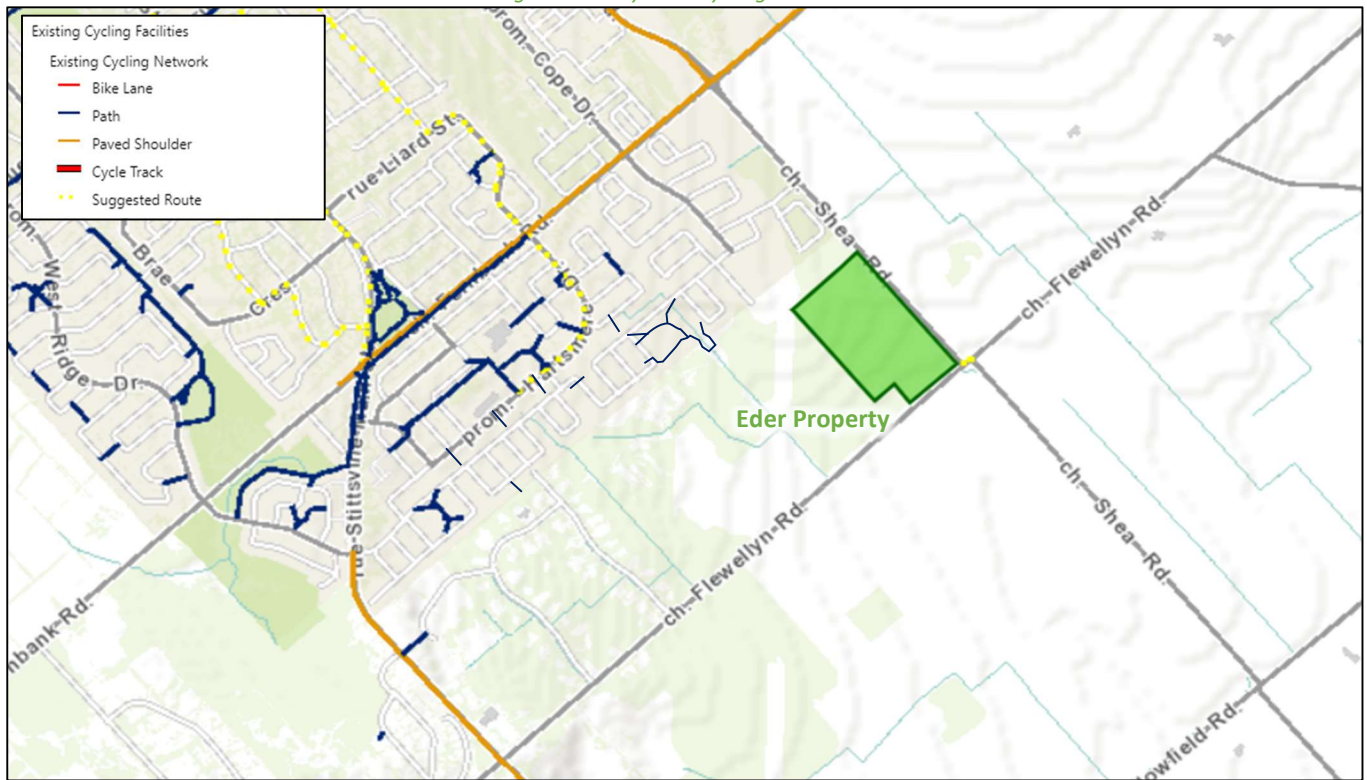 Existing Cycling Facilities
Existing Cycling Network
Bike Lane
Path
Paved Shoulder
Cycle Track
Suggested Route
prom.-Cope-Dr.
rue-Liard-St.
ch.-Shea-Rd.
ch.-Flewellyn-Rd.
Brae
Cres
West-Ridge-Dr.
Eder Property
rue-Stittsville
ch.-Flewellyn-Rd.
ch.-Shea-Rd.
nbank-Rd.
owfield-Rd.